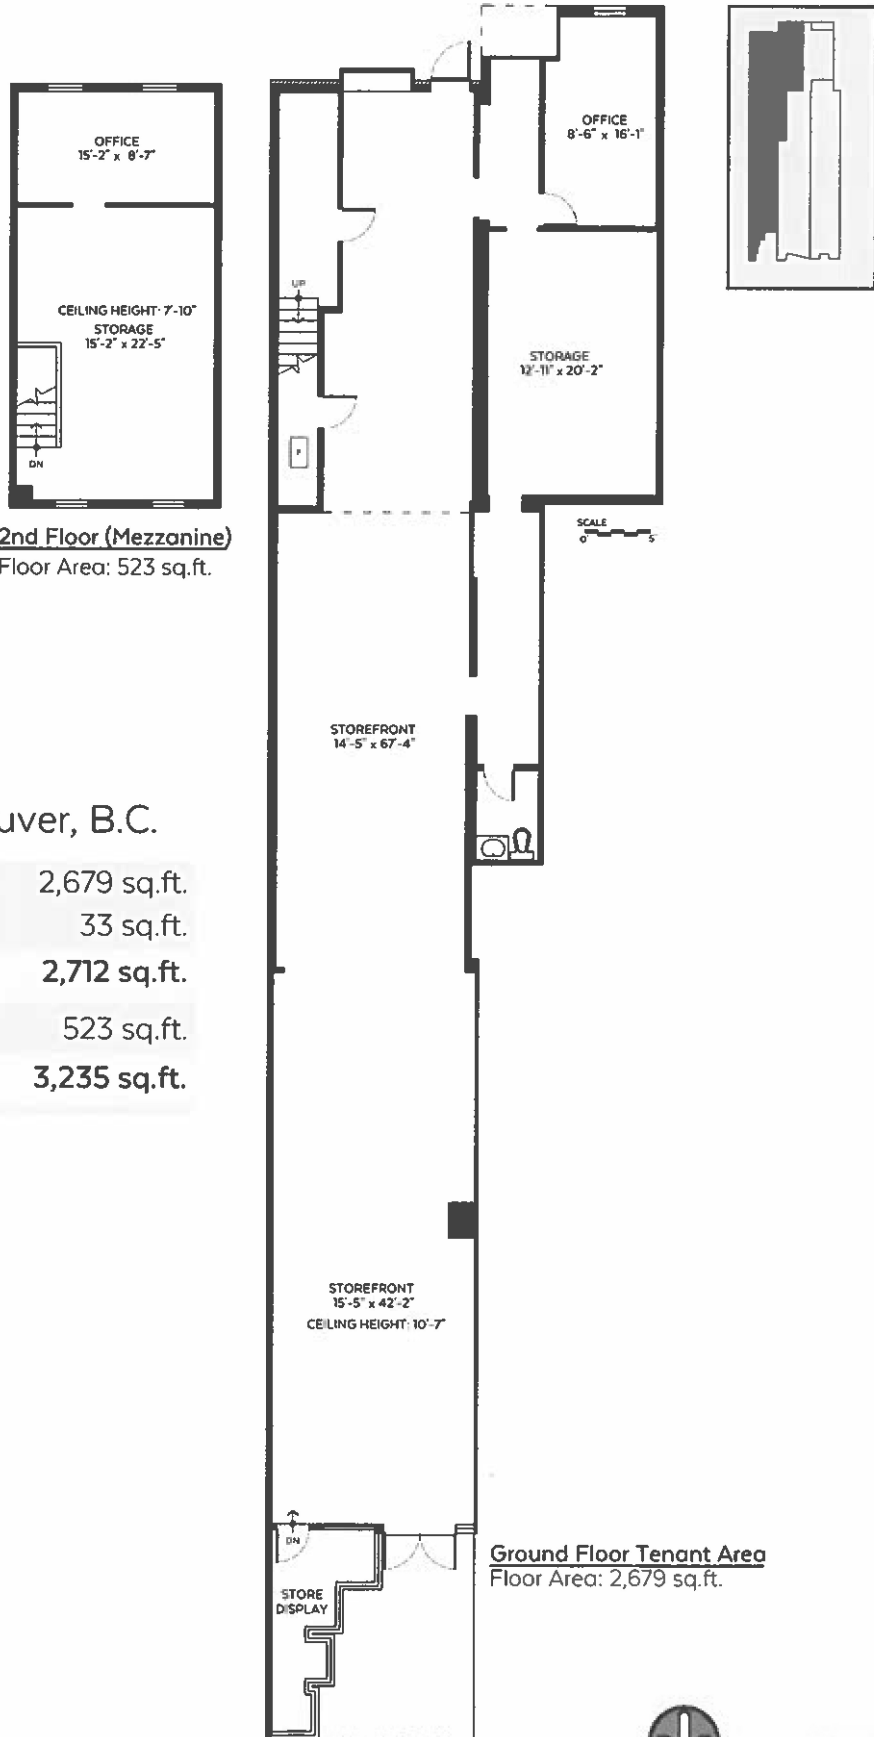 OFFICE
15'-2" x 8'-7"
CEILING HEIGHT: 7'-10"
STORAGE
15'-2" x 22'-5"
DN
2nd Floor (Mezzanine)
Floor Area: 523 sq.ft.
OFFICE
8'-6" x 16'-1"
UP
STORAGE
12'-11" x 20'-2"
F
SCALE
0' 5'
STOREFRONT
14'-5" x 67'-4"
uver, B.C.
2,679 sq.ft.
33 sq.ft.
2,712 sq.ft.
523 sq.ft.
3,235 sq.ft.
STOREFRONT
15'-5" x 42'-2"
CEILING HEIGHT: 10'-7"
DN
STORE
DISPLAY
Ground Floor Tenant Area
Floor Area: 2,679 sq.ft.